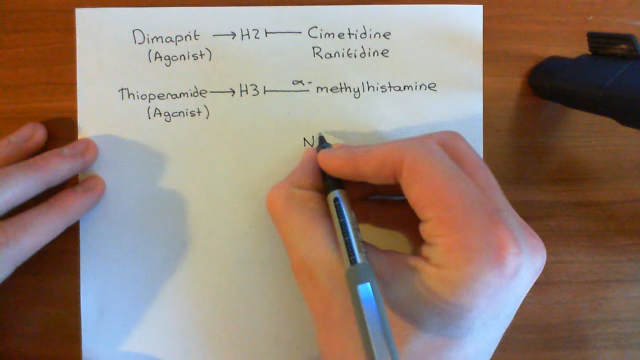 Dimaprit → H2 ⊢ Cimetidine
(Agonist) Ranitidine
Thioperamide → H3 ⊢ α- methylhistamine
(Agonist)
N